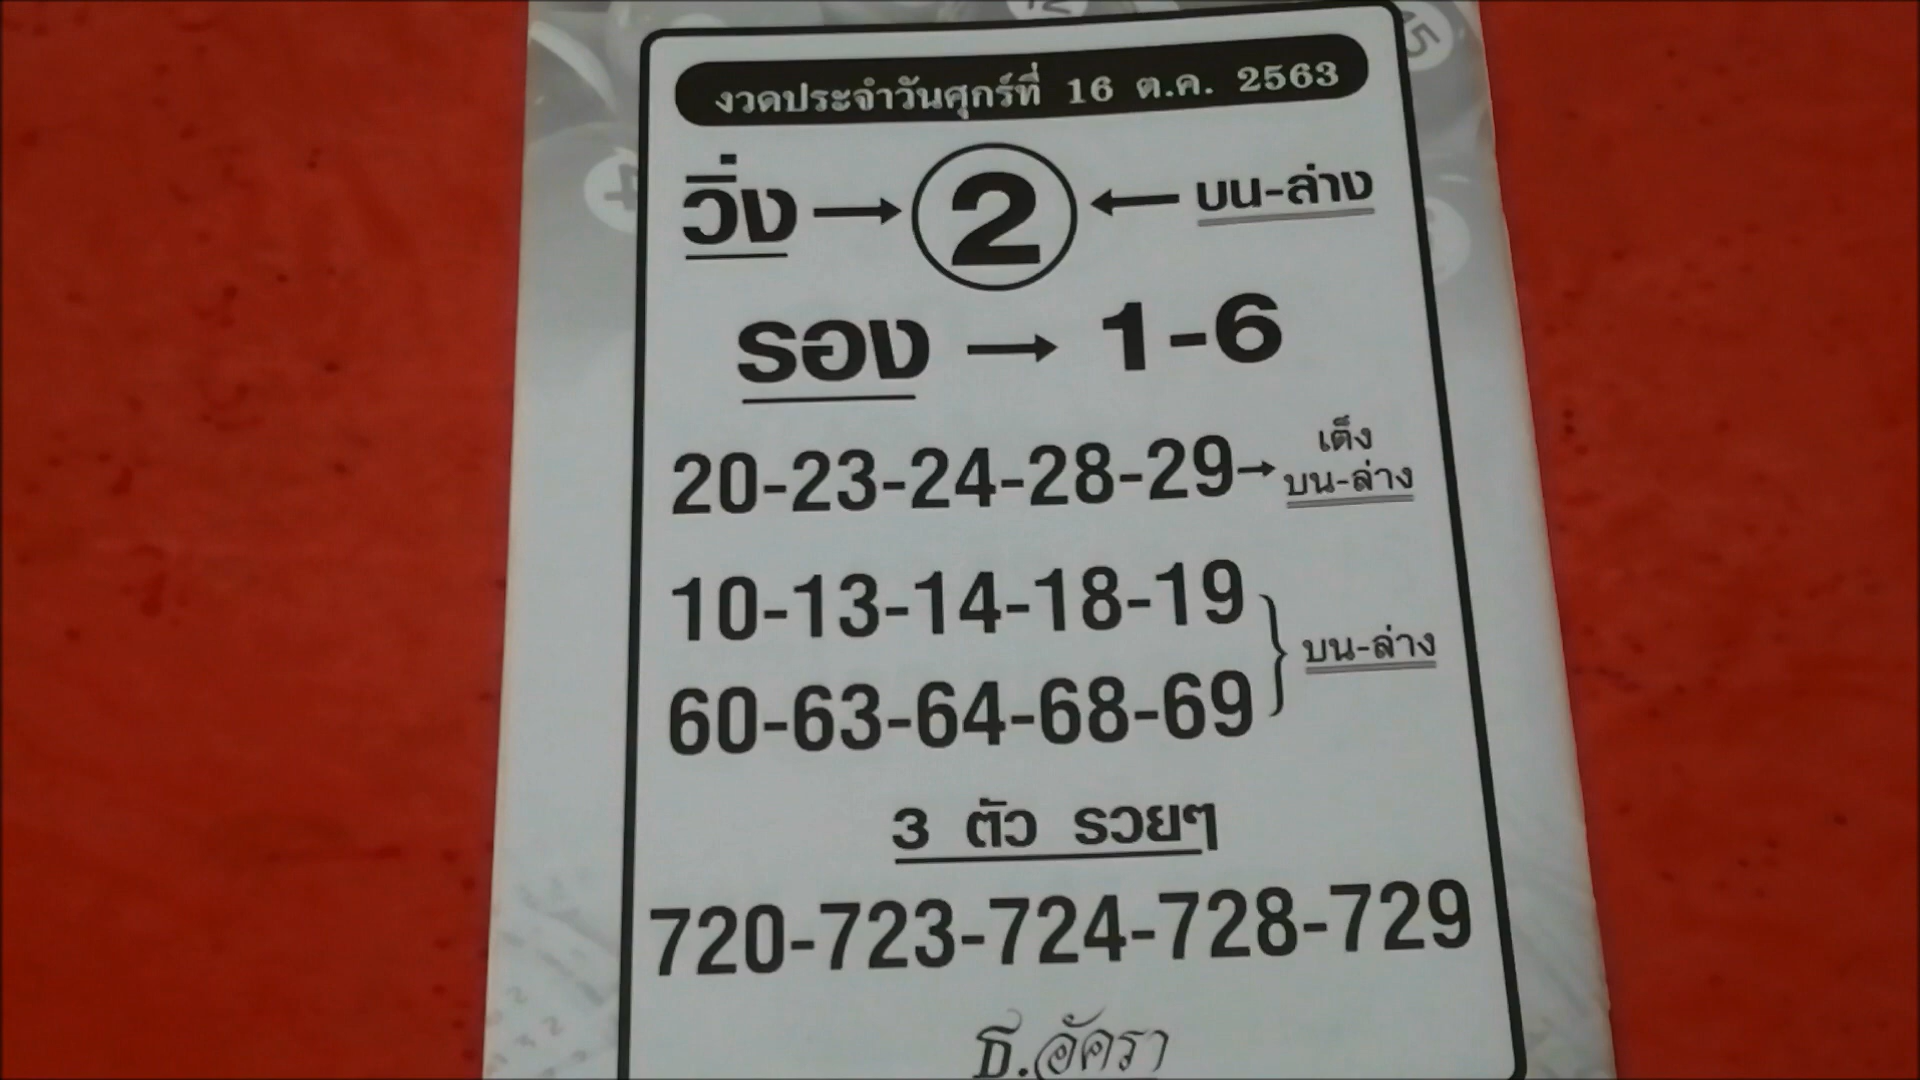 งวดประจำวันศุกร์ที่ 16 ต.ค. 2563
วิ่ง → 2 ← บน-ล่าง
รอง → 1-6
20-23-24-28-29→ เต็ง
บน-ล่าง
10-13-14-18-19
60-63-64-68-69 } บน-ล่าง
3 ตัว รวยๆ
720-723-724-728-729
ธ.อัครา